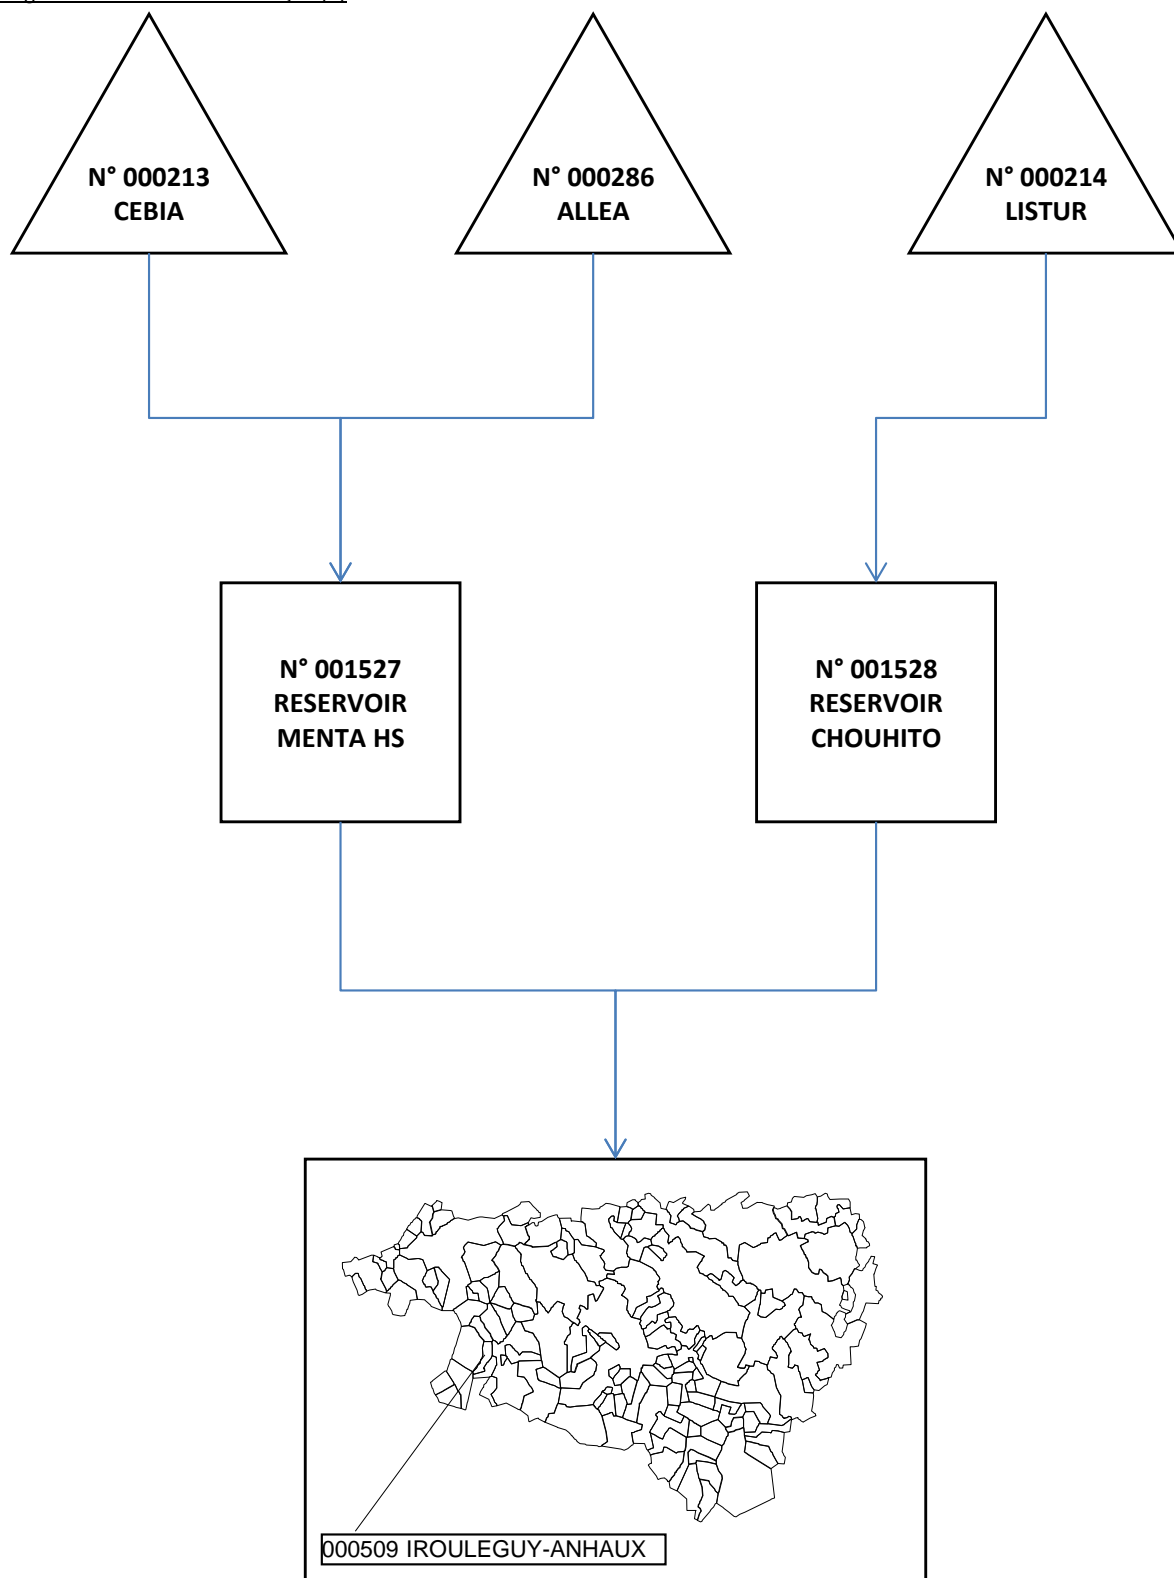 N° 000213
CEBIA
N° 000286
ALLEA
N° 000214
LISTUR
N° 001527
RESERVOIR
MENTA HS
N° 001528
RESERVOIR
CHOUHITO
000509 IROULEGUY-ANHAUX